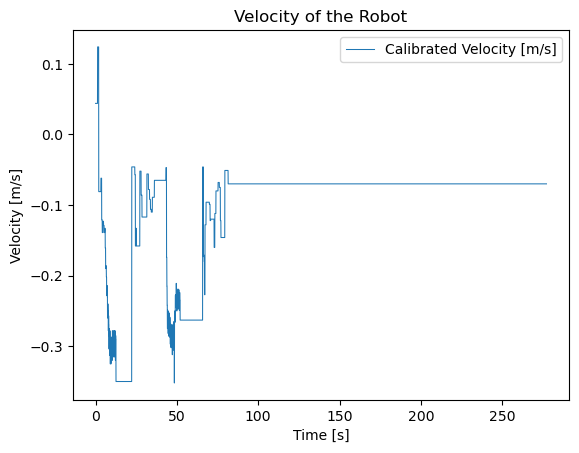 Velocity of the Robot
Calibrated Velocity [m/s]
Velocity [m/s]
0.1
0.0
−0.1
−0.2
−0.3
0
50
100
150
200
250
Time [s]